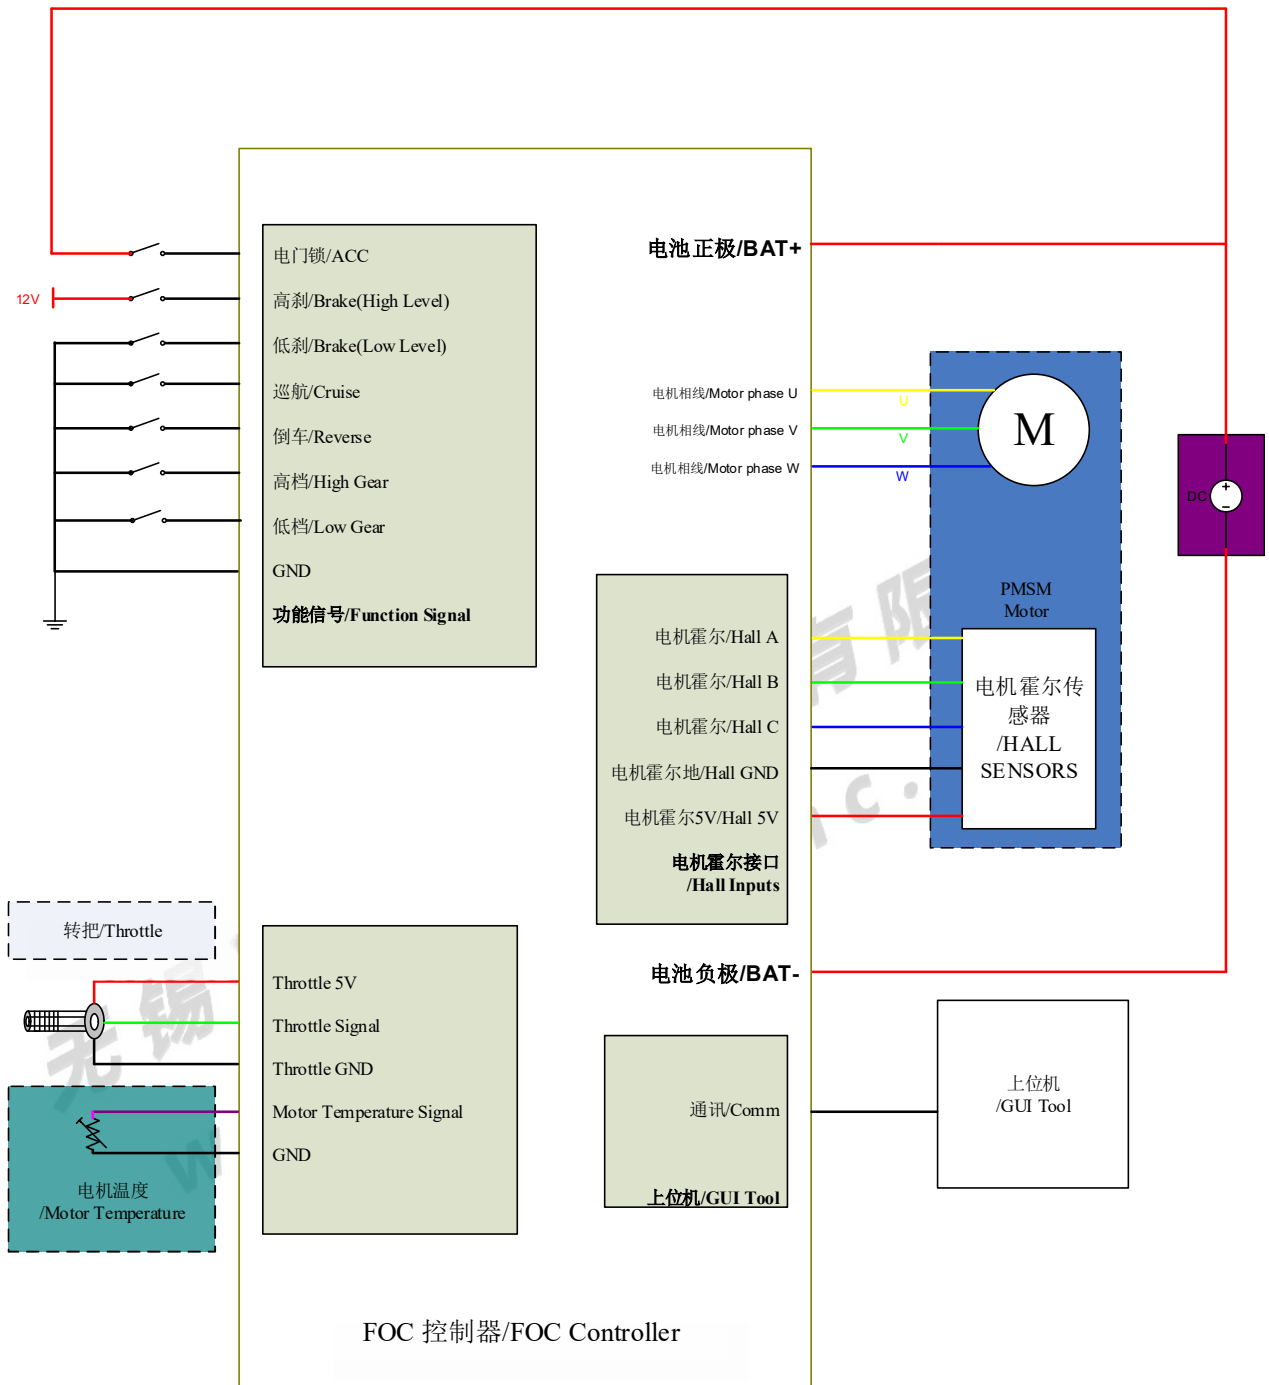 电门锁/ACC
12V
高刹/Brake(High Level)
低刹/Brake(Low Level)
巡航/Cruise
倒车/Reverse
高档/High Gear
低档/Low Gear
GND
功能信号/Function Signal
电池正极/BAT+
电机相线/Motor phase U
电机相线/Motor phase V
电机相线/Motor phase W
U
V
W
M
DC
PMSM
Motor
电机霍尔/Hall A
电机霍尔/Hall B
电机霍尔/Hall C
电机霍尔地/Hall GND
电机霍尔5V/Hall 5V
电机霍尔接口
/Hall Inputs
电机霍尔传
感器
/HALL
SENSORS
转把/Throttle
Throttle 5V
Throttle Signal
Throttle GND
Motor Temperature Signal
GND
电机温度
/Motor Temperature
电池负极/BAT-
通讯/Comm
上位机/GUI Tool
上位机
/GUI Tool
FOC 控制器/FOC Controller
无锡
有限